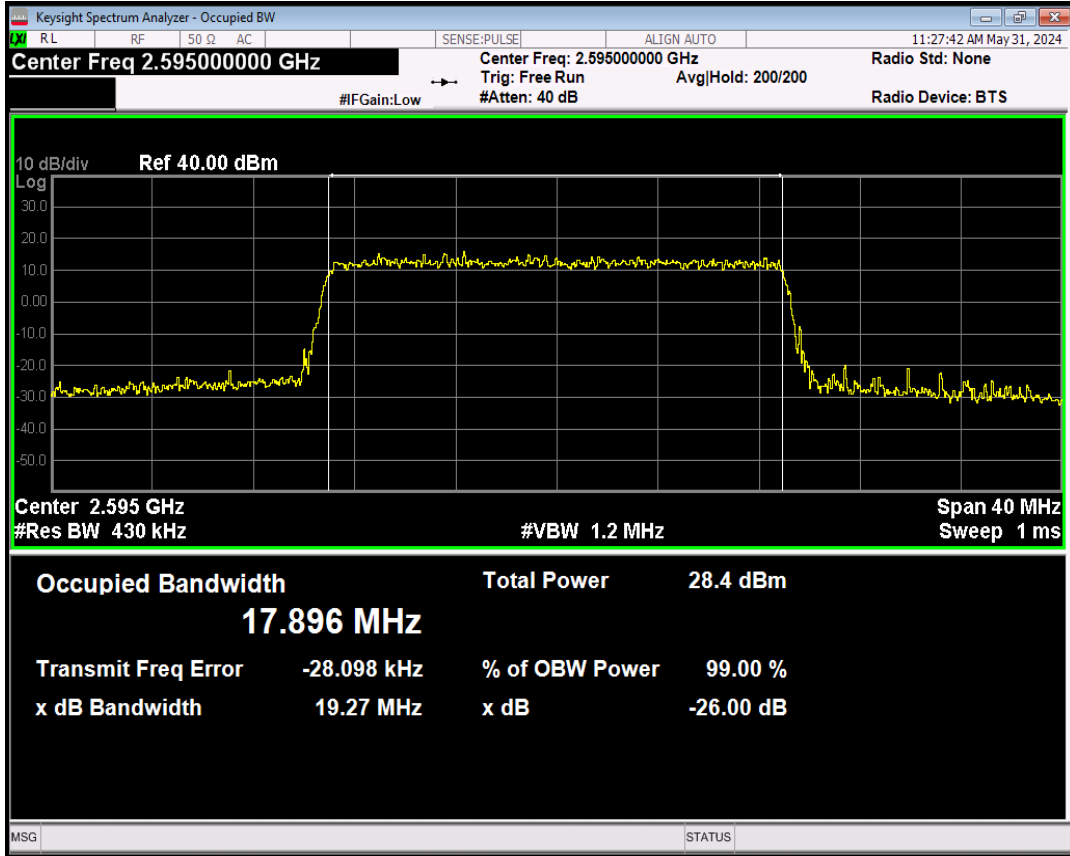 Keysight Spectrum Analyzer - Occupied BW
LXI RL RF 50 Ω AC SENSE:PULSE ALIGN AUTO 11:27:42 AM May 31, 2024
Center Freq 2.595000000 GHz Center Freq: 2.595000000 GHz Radio Std: None
Trig: Free Run Avg|Hold: 200/200
#IFGain:Low #Atten: 40 dB Radio Device: BTS
10 dB/div Ref 40.00 dBm
Log
30.0
20.0
10.0
0.00
-10.0
-20.0
-30.0
-40.0
-50.0
Center 2.595 GHz Span 40 MHz
#Res BW 430 kHz #VBW 1.2 MHz Sweep 1 ms
Occupied Bandwidth Total Power 28.4 dBm
17.896 MHz
Transmit Freq Error -28.098 kHz % of OBW Power 99.00 %
x dB Bandwidth 19.27 MHz x dB -26.00 dB
MSG STATUS